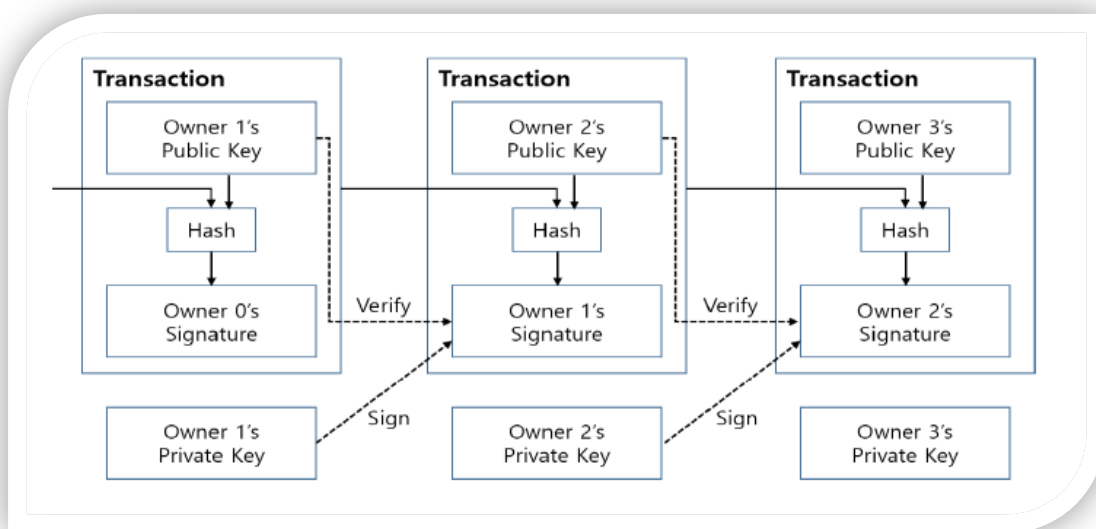 Transaction
Owner 1's
Public Key
Hash
Owner 0's
Signature
Owner 1's
Private Key
Verify
Sign
Transaction
Owner 2's
Public Key
Hash
Owner 1's
Signature
Owner 2's
Private Key
Verify
Sign
Transaction
Owner 3's
Public Key
Hash
Owner 2's
Signature
Owner 3's
Private Key